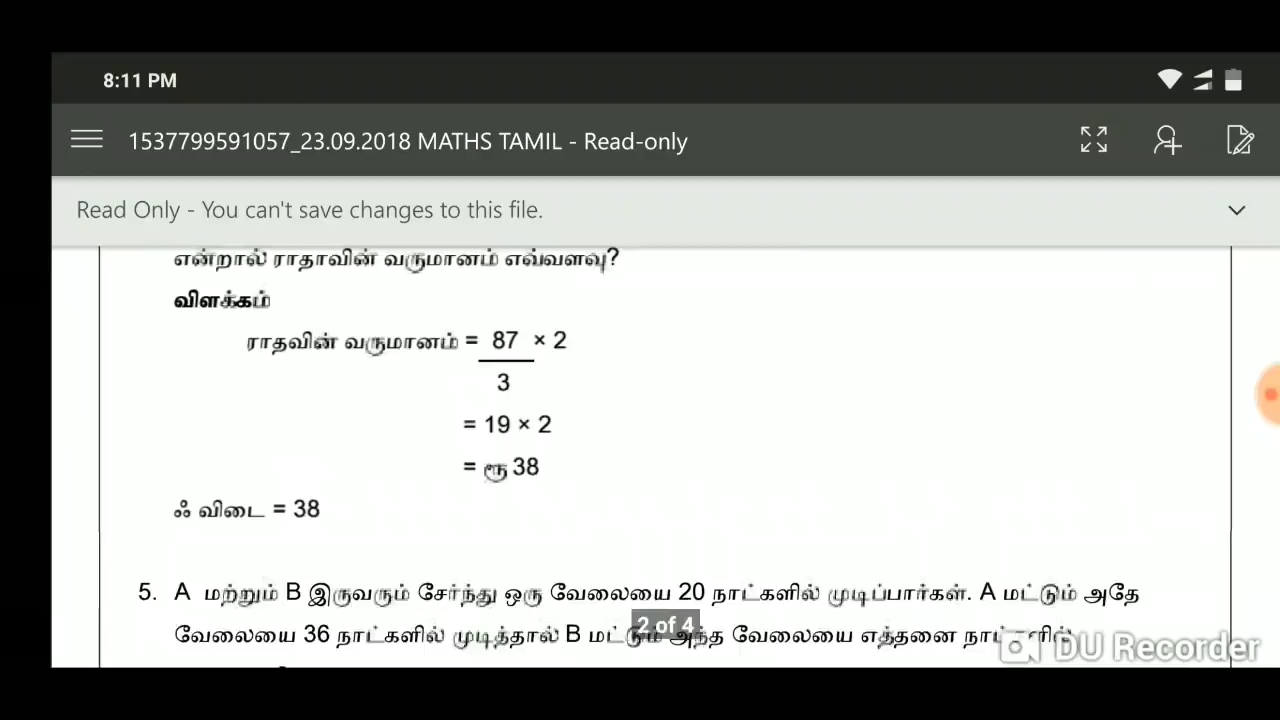 8:11 PM
1537799591057_23.09.2018 MATHS TAMIL - Read-only
Read Only - You can't save changes to this file.
என்றால் ராதாவின் வருமானம் எவ்வளவு?
விளக்கம்
ராதவின் வருமானம் = 87 × 2
3
= 19 × 2
= ரூ 38
ஃ விடை = 38
5. A மற்றும் B இருவரும் சேர்ந்து ஒரு வேலையை 20 நாட்களில் முடிப்பார்கள். A மட்டும் அதே
வேலையை 36 நாட்களில் முடித்தால் B மட்டும் அந்த வேலையை எத்தனை நாட்களில்
2 of 4
DU Recorder